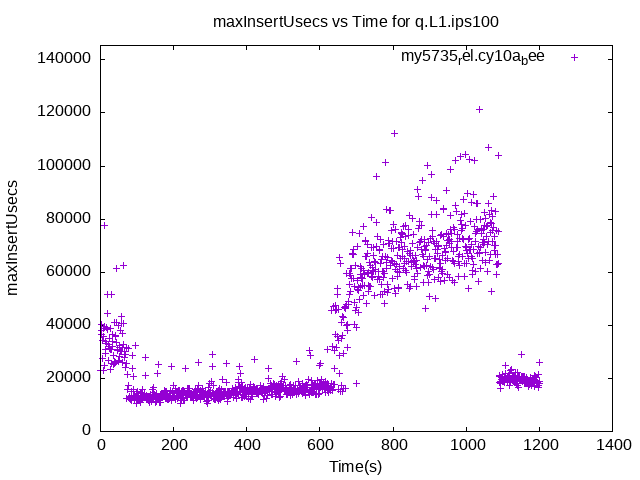 maxInsertUsecs vs Time for q.L1.ips100
my5735rel.cy10abee
maxInsertUsecs
140000
120000
100000
80000
60000
40000
20000
0
0 200 400 600 800 1000 1200 1400
Time(s)